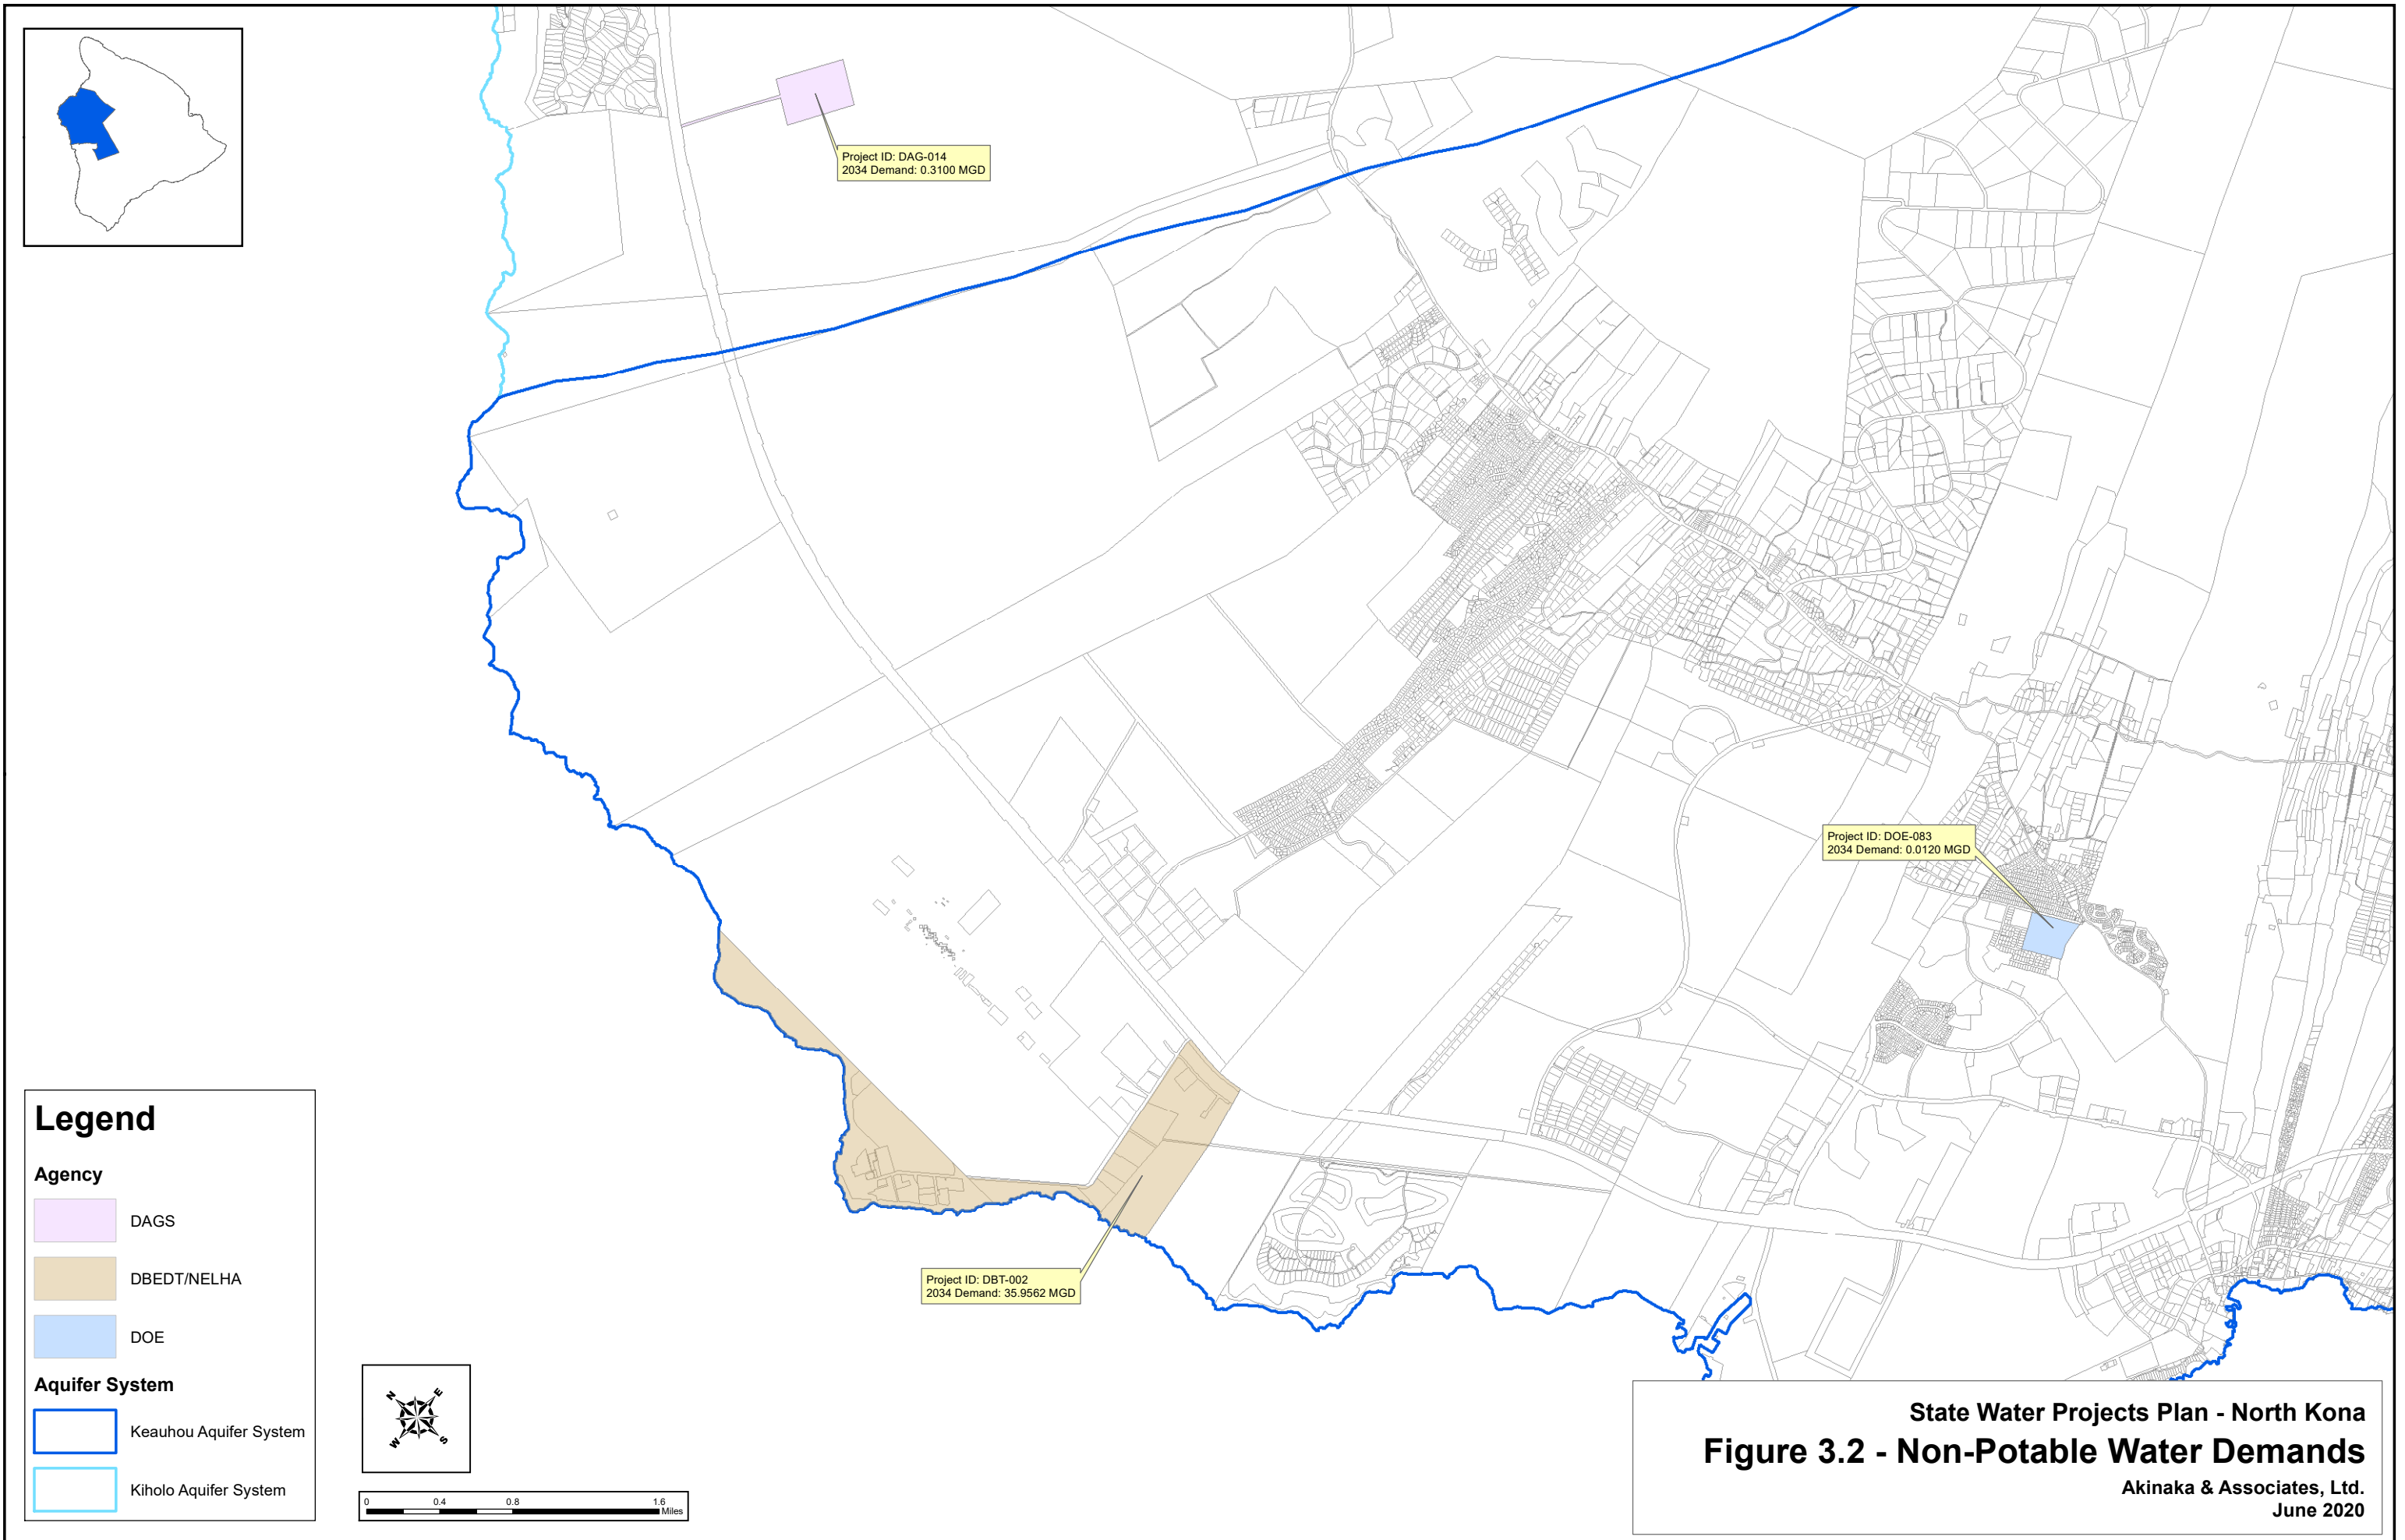 Project ID: DAG-014
2034 Demand: 0.3100 MGD
Project ID: DOE-083
2034 Demand: 0.0120 MGD
Project ID: DBT-002
2034 Demand: 35.9562 MGD
Legend
Agency
DAGS
DBEDT/NELHA
DOE
Aquifer System
Keauhou Aquifer System
Kiholo Aquifer System
N E
W S
0 0.4 0.8 1.6
Miles
State Water Projects Plan - North Kona
Figure 3.2 - Non-Potable Water Demands
Akinaka & Associates, Ltd.
June 2020